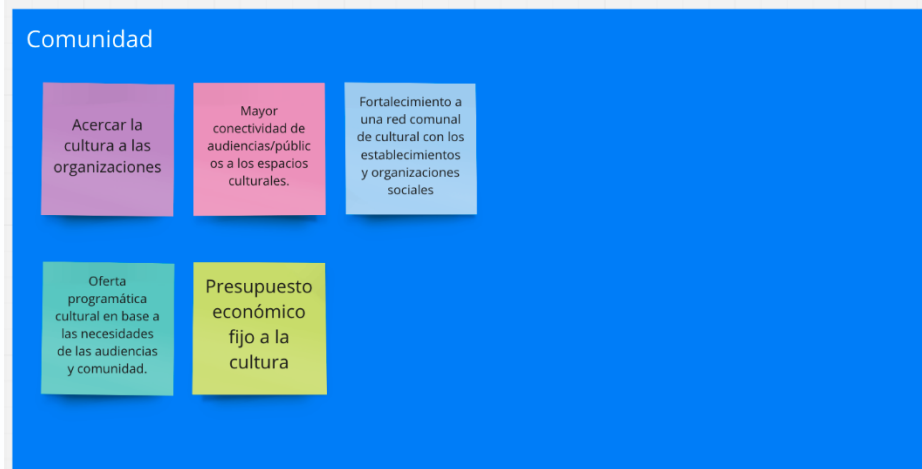 Comunidad
Acercar la
cultura a las
organizaciones
Mayor
conectividad de
audiencias/públic
os a los espacios
culturales.
Fortalecimiento a
una red comunal
de cultural con los
establecimientos
y organizaciones
sociales
Oferta
programática
cultural en base a
las necesidades
de las audiencias
y comunidad.
Presupuesto
económico
fijo a la
cultura